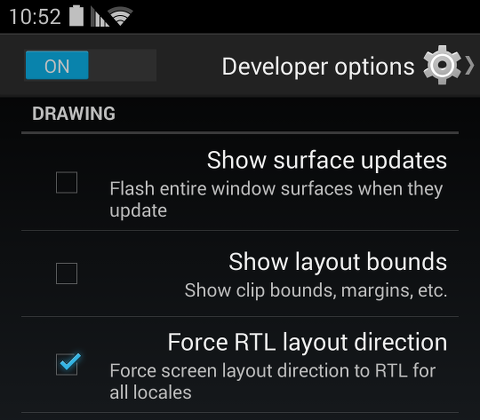 10:52
ON
Developer options
DRAWING
Show surface updates
Flash entire window surfaces when they
update
Show layout bounds
Show clip bounds, margins, etc.
Force RTL layout direction
Force screen layout direction to RTL for
all locales